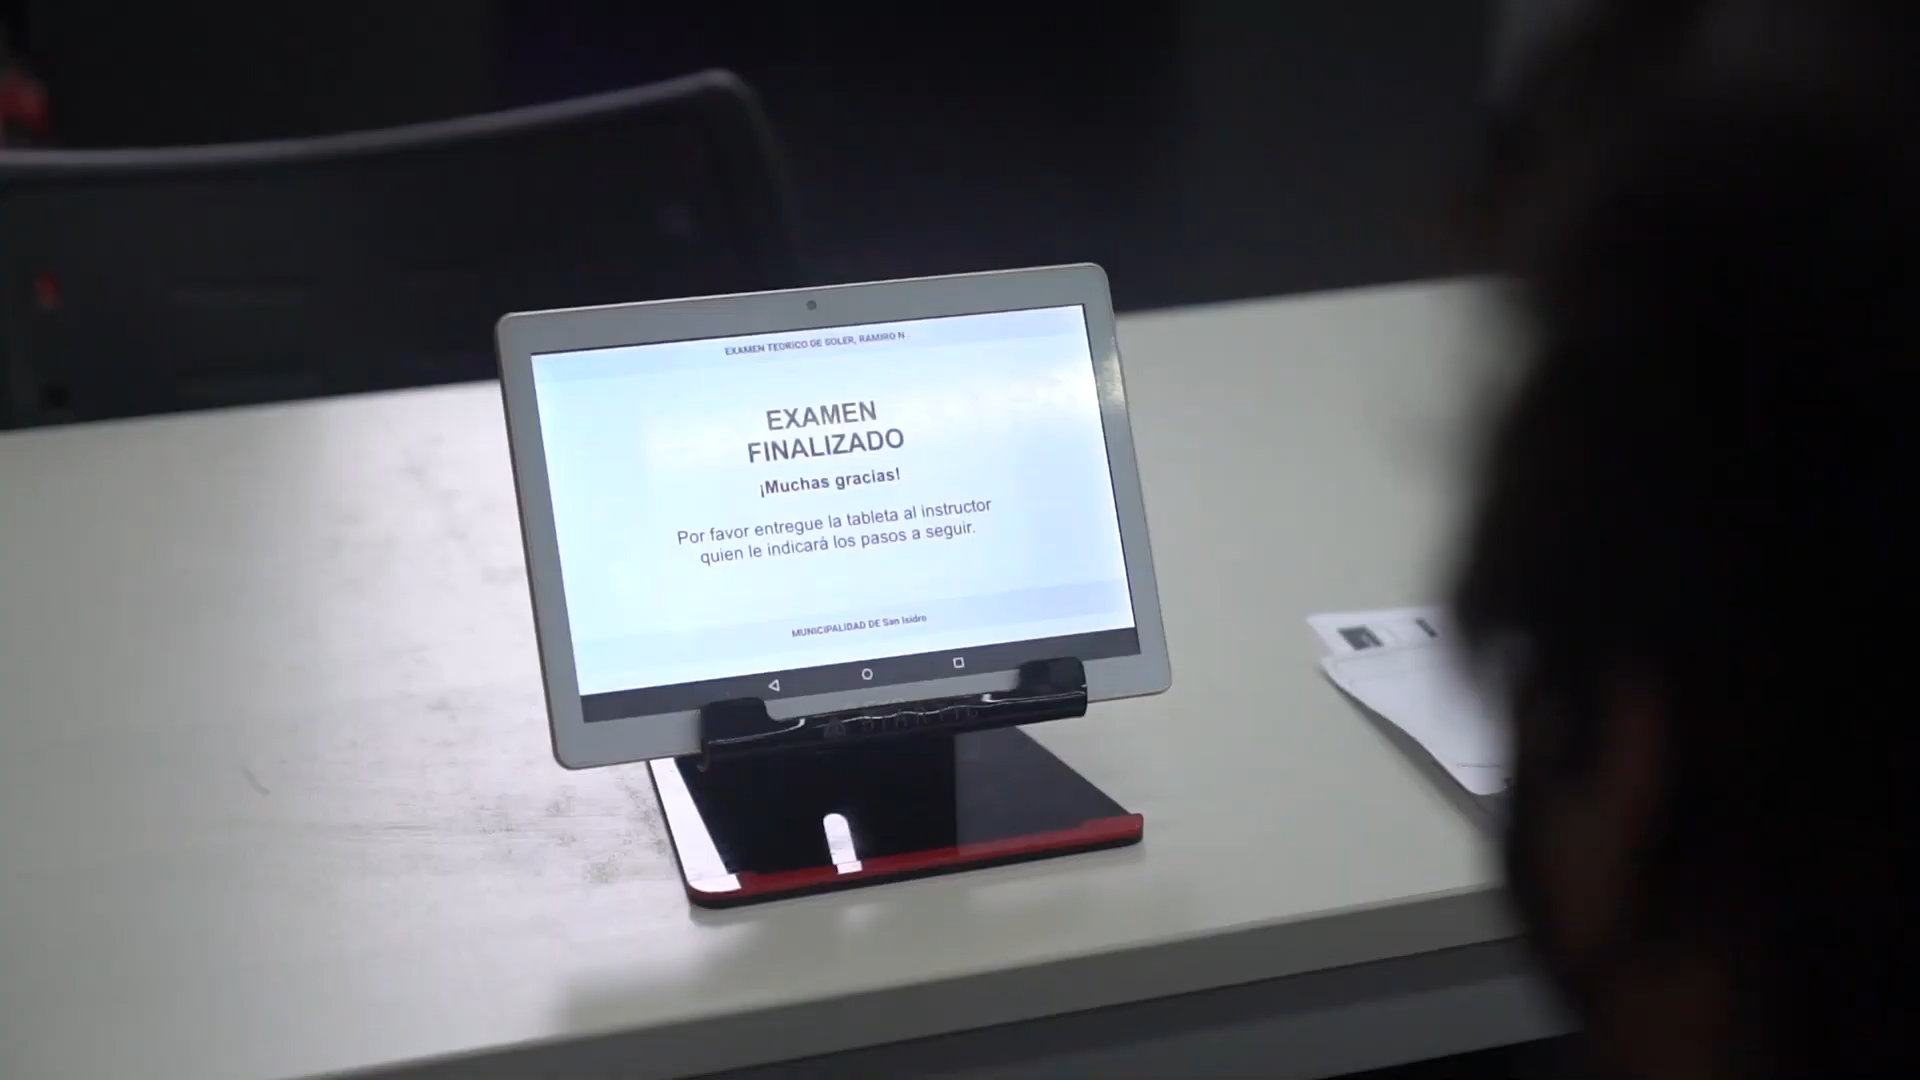 EXAMEN TEORICO DE SOLER, RAMIRO N
EXAMEN
FINALIZADO
¡Muchas gracias!
Por favor entregue la tableta al instructor
quien le indicará los pasos a seguir.
MUNICIPALIDAD DE San Isidro